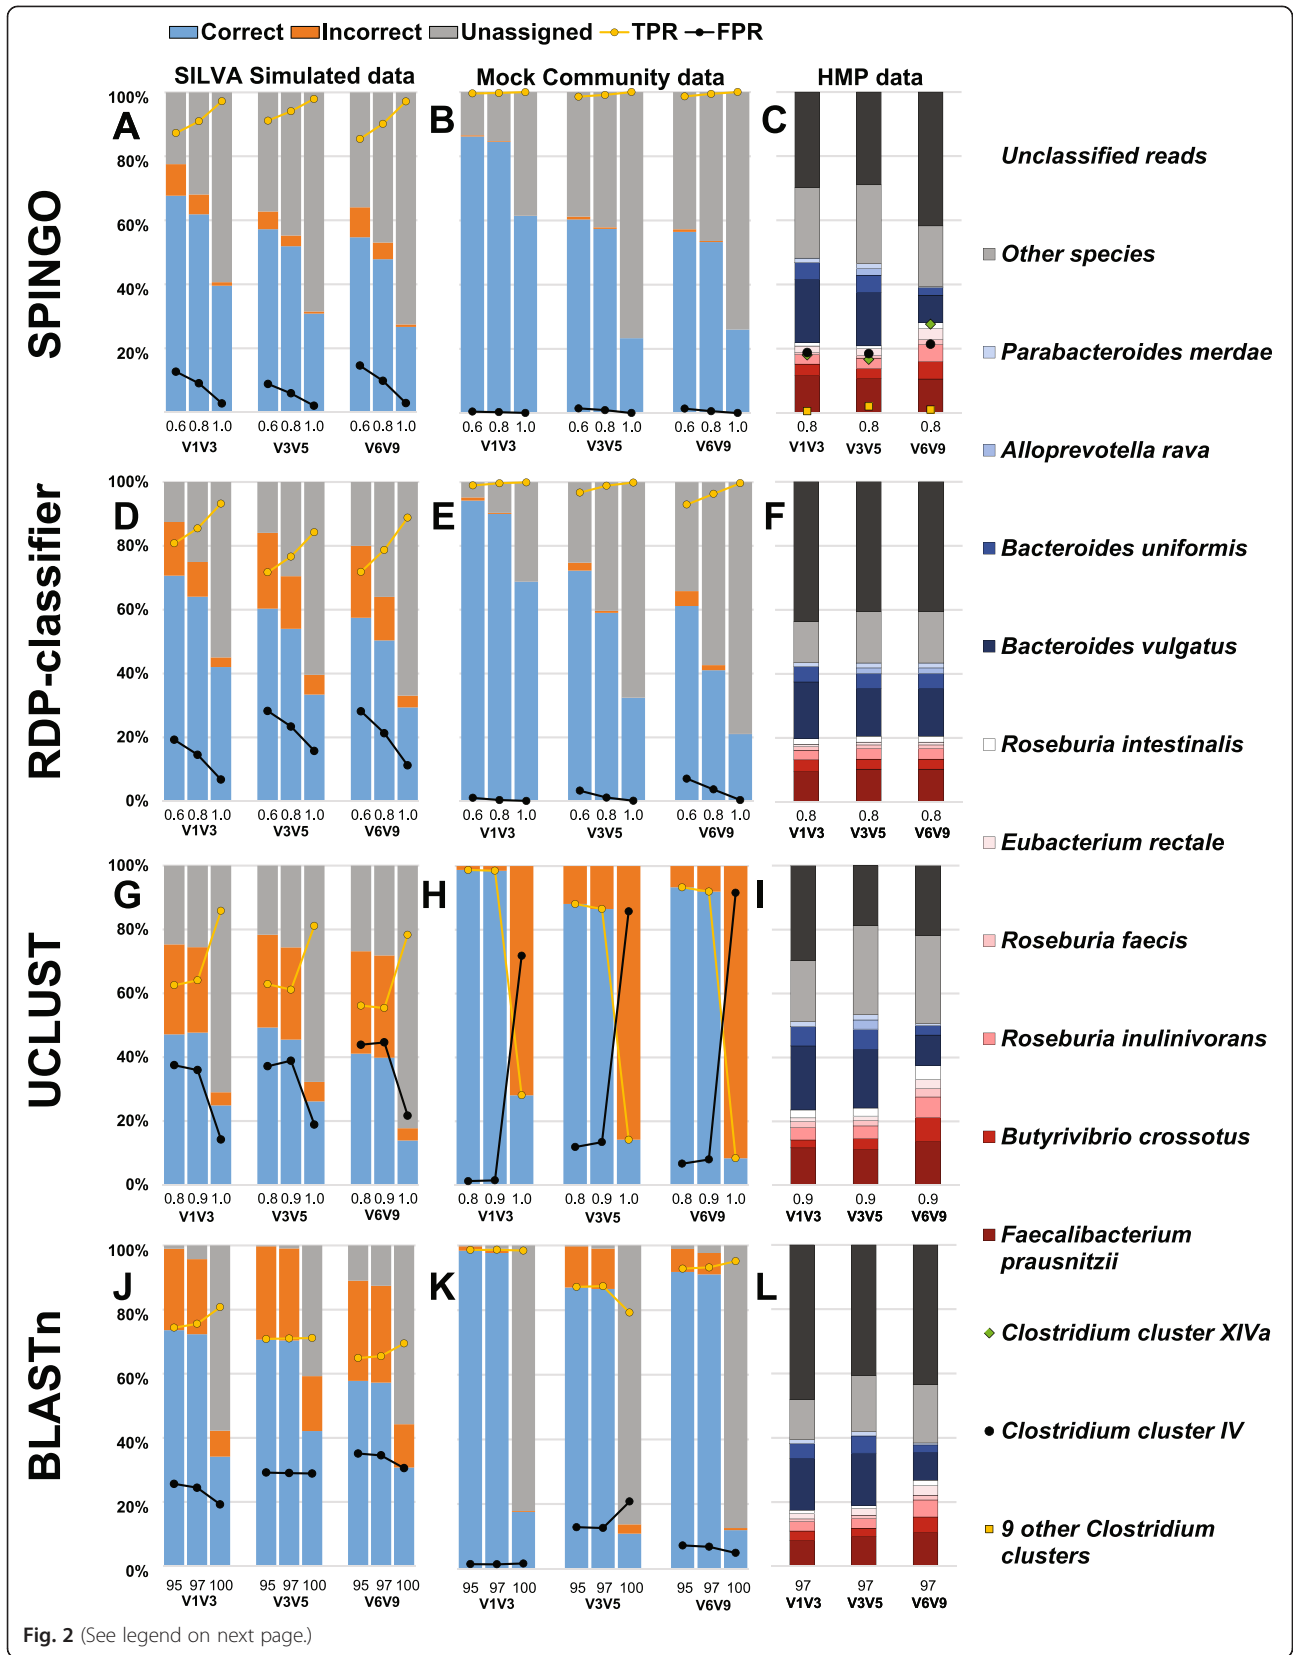 Correct Incorrect Unassigned TPR FPR
SILVA Simulated data
Mock Community data
HMP data
SPINGO
100%
80%
60%
40%
20%
A
0.6 0.8 1.0 0.6 0.8 1.0 0.6 0.8 1.0
V1V3 V3V5 V6V9
B
0.6 0.8 1.0 0.6 0.8 1.0 0.6 0.8 1.0
V1V3 V3V5 V6V9
C
0.8 0.8 0.8
V1V3 V3V5 V6V9
RDP-classifier
100%
80%
60%
40%
20%
0%
D
0.6 0.8 1.0 0.6 0.8 1.0 0.6 0.8 1.0
V1V3 V3V5 V6V9
E
0.6 0.8 1.0 0.6 0.8 1.0 0.6 0.8 1.0
V1V3 V3V5 V6V9
F
0.8 0.8 0.8
V1V3 V3V5 V6V9
UCLUST
100%
80%
60%
40%
20%
0%
G
0.8 0.9 1.0 0.8 0.9 1.0 0.8 0.9 1.0
V1V3 V3V5 V6V9
H
0.8 0.9 1.0 0.8 0.9 1.0 0.8 0.9 1.0
V1V3 V3V5 V6V9
I
0.9 0.9 0.9
V1V3 V3V5 V6V9
BLASTn
100%
80%
60%
40%
20%
0%
J
95 97 100 95 97 100 95 97 100
V1V3 V3V5 V6V9
K
95 97 100 95 97 100 95 97 100
V1V3 V3V5 V6V9
L
97 97 97
V1V3 V3V5 V6V9
Unclassified reads
Other species
Parabacteroides merdae
Alloprevotella rava
Bacteroides uniformis
Bacteroides vulgatus
Roseburia intestinalis
Eubacterium rectale
Roseburia faecis
Roseburia inulinivorans
Butyrivibrio crossotus
Faecalibacterium
prausnitzii
Clostridium cluster XIVa
Clostridium cluster IV
9 other Clostridium
clusters
Fig. 2 (See legend on next page.)